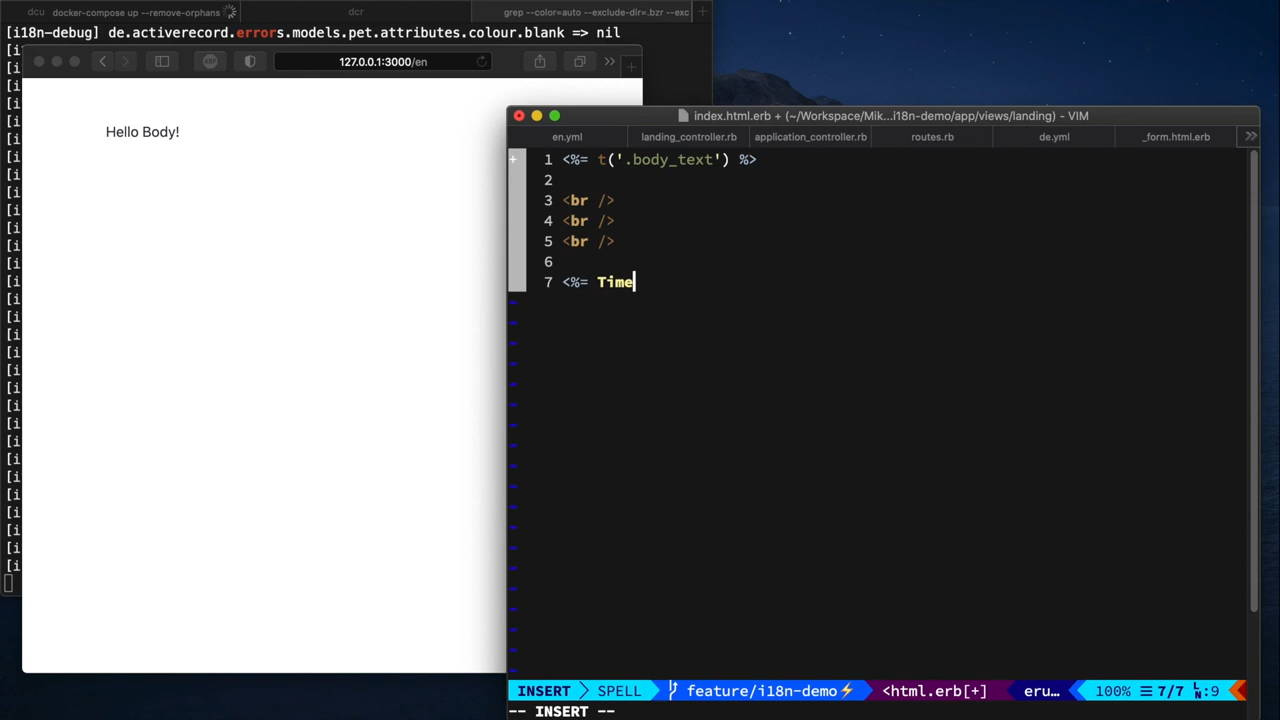 dcu docker-compose up --remove-orphans
dcr
grep --color=auto --exclude-dir=.bzr --exc
[i18n-debug] de.activerecord.errors.models.pet.attributes.colour.blank => nil
127.0.0.1:3000/en
Hello Body!
index.html.erb + (~/Workspace/Mik...i18n-demo/app/views/landing) - VIM
en.yml landing_controller.rb application_controller.rb routes.rb de.yml _form.html.erb
1 <%= t('.body_text') %>
2
3 <br />
4 <br />
5 <br />
6
7 <%= Time
INSERT SPELL feature/i18n-demo⚡ <html.erb[+] eru… 100% ☰ 7/7 :9
-- INSERT --